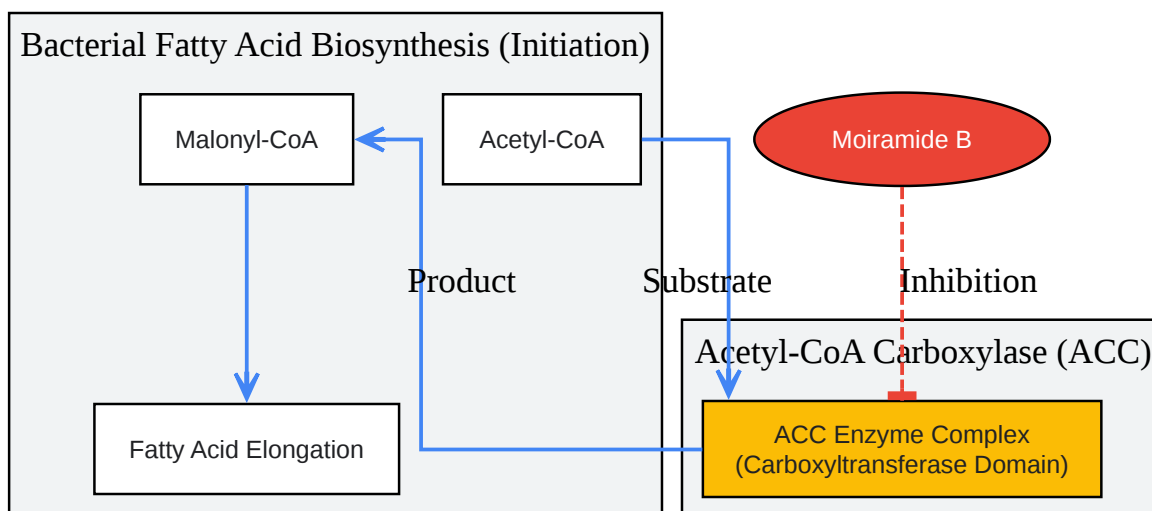 Bacterial Fatty Acid Biosynthesis (Initiation)
Malonyl-CoA
Acetyl-CoA
Moiramide B
Product
Substrate
Inhibition
Acetyl-CoA Carboxylase (ACC)
Fatty Acid Elongation
ACC Enzyme Complex
(Carboxyltransferase Domain)